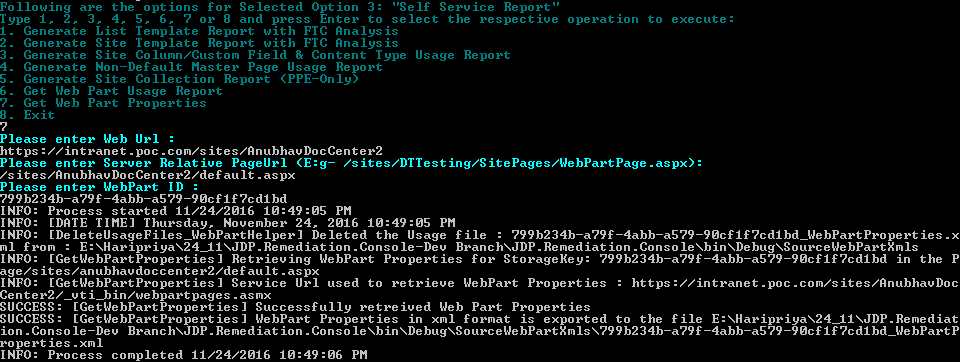 Following are the options for Selected Option 3: "Self Service Report"
Type 1, 2, 3, 4, 5, 6, 7 or 8 and press Enter to select the respective operation to execute:
1. Generate List Template Report with FTC Analysis
2. Generate Site Template Report with FTC Analysis
3. Generate Site Column/Custom Field & Content Type Usage Report
4. Generate Non-Default Master Page Usage Report
5. Generate Site Collection Report (PPE-Only)
6. Get Web Part Usage Report
7. Get Web Part Properties
8. Exit
7
Please enter Web Url :
https://intranet.poc.com/sites/AnubhavDocCenter2
Please enter Server Relative PageUrl (E:g- /sites/DTTesting/SitePages/WebPartPage.aspx):
/sites/AnubhavDocCenter2/default.aspx
Please enter WebPart ID :
799b234b-a79f-4abb-a579-90cf1f7cd1bd
INFO: Process started 11/24/2016 10:49:05 PM
INFO: [DATE TIME] Thursday, November 24, 2016 10:49:05 PM
INFO: [DeleteUsageFiles_WebPartHelper] Deleted the Usage file : 799b234b-a79f-4abb-a579-90cf1f7cd1bd_WebPartProperties.x
ml from : E:\Haripriya\24_11\JDP.Remediation.Console-Dev Branch\JDP.Remediation.Console\bin\Debug\SourceWebPartXmls
INFO: [GetWebPartProperties] Retrieving WebPart Properties for StorageKey: 799b234b-a79f-4abb-a579-90cf1f7cd1bd in the P
age/sites/anubhavdoccenter2/default.aspx
INFO: [GetWebPartProperties] Service Url used to retrieve WebPart Properties : https://intranet.poc.com/sites/AnubhavDoc
Center2/_vti_bin/webpartpages.asmx
SUCCESS: [GetWebPartProperties] Successfully retreived Web Part Properties
SUCCESS: [GetWebPartProperties] WebPart Properties in xml format is exported to the file E:\Haripriya\24_11\JDP.Remediat
ion.Console-Dev Branch\JDP.Remediation.Console\bin\Debug\SourceWebPartXmls\799b234b-a79f-4abb-a579-90cf1f7cd1bd_WebPartP
roperties.xml
INFO: Process completed 11/24/2016 10:49:06 PM